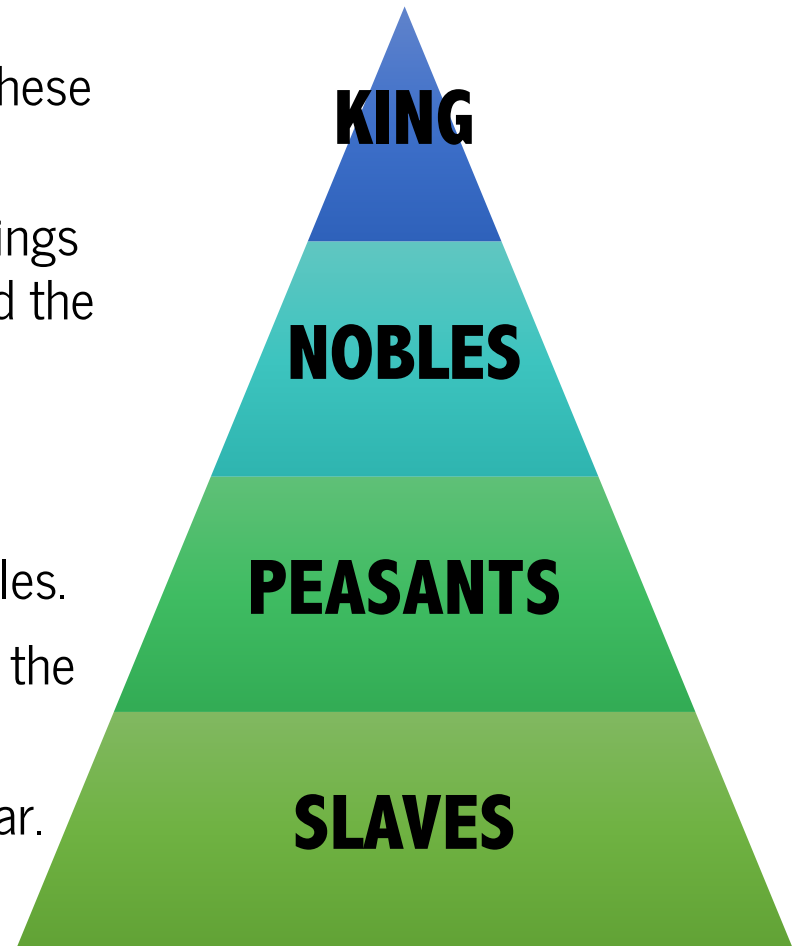 hese
ings
d the
les.
the
ar.
KING
NOBLES
PEASANTS
SLAVES